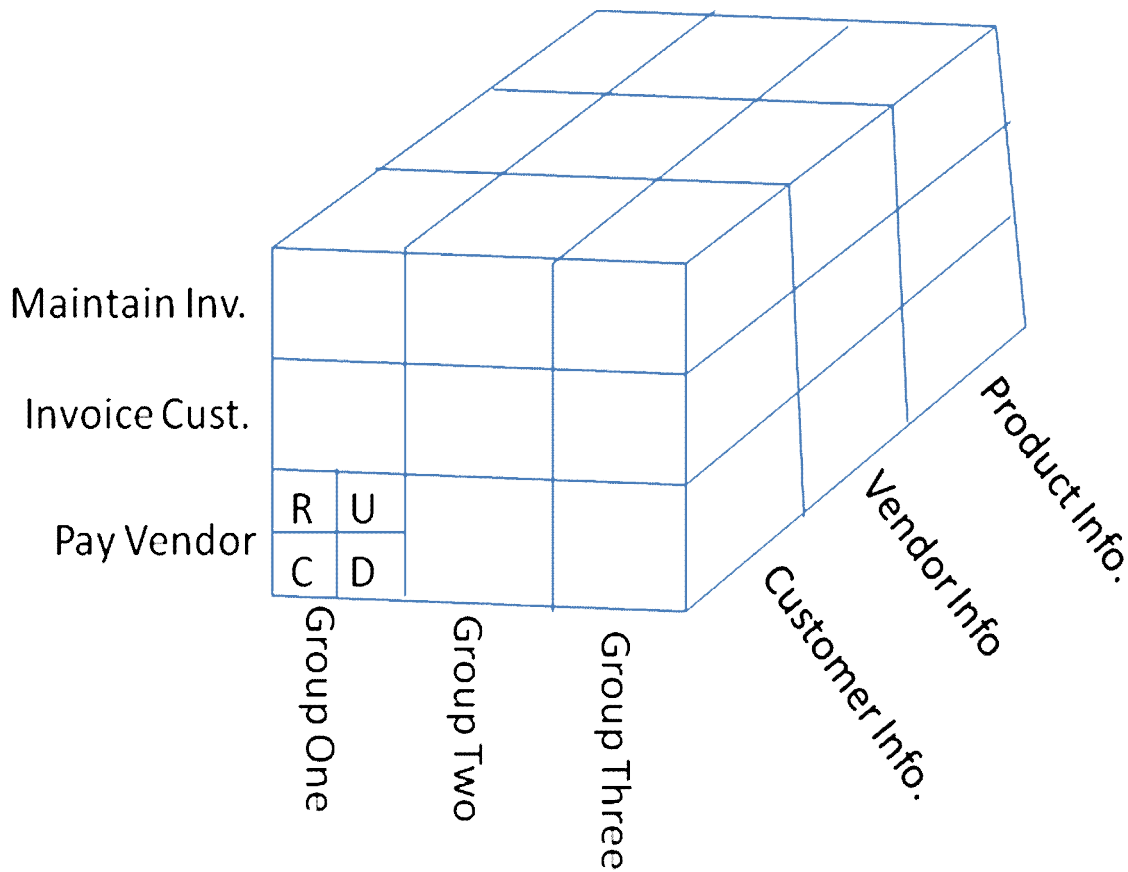 Maintain Inv.
Invoice Cust.
Pay Vendor
R U
C D
Group One
Group Two
Group Three
Customer Info.
Vendor Info
Product Info.